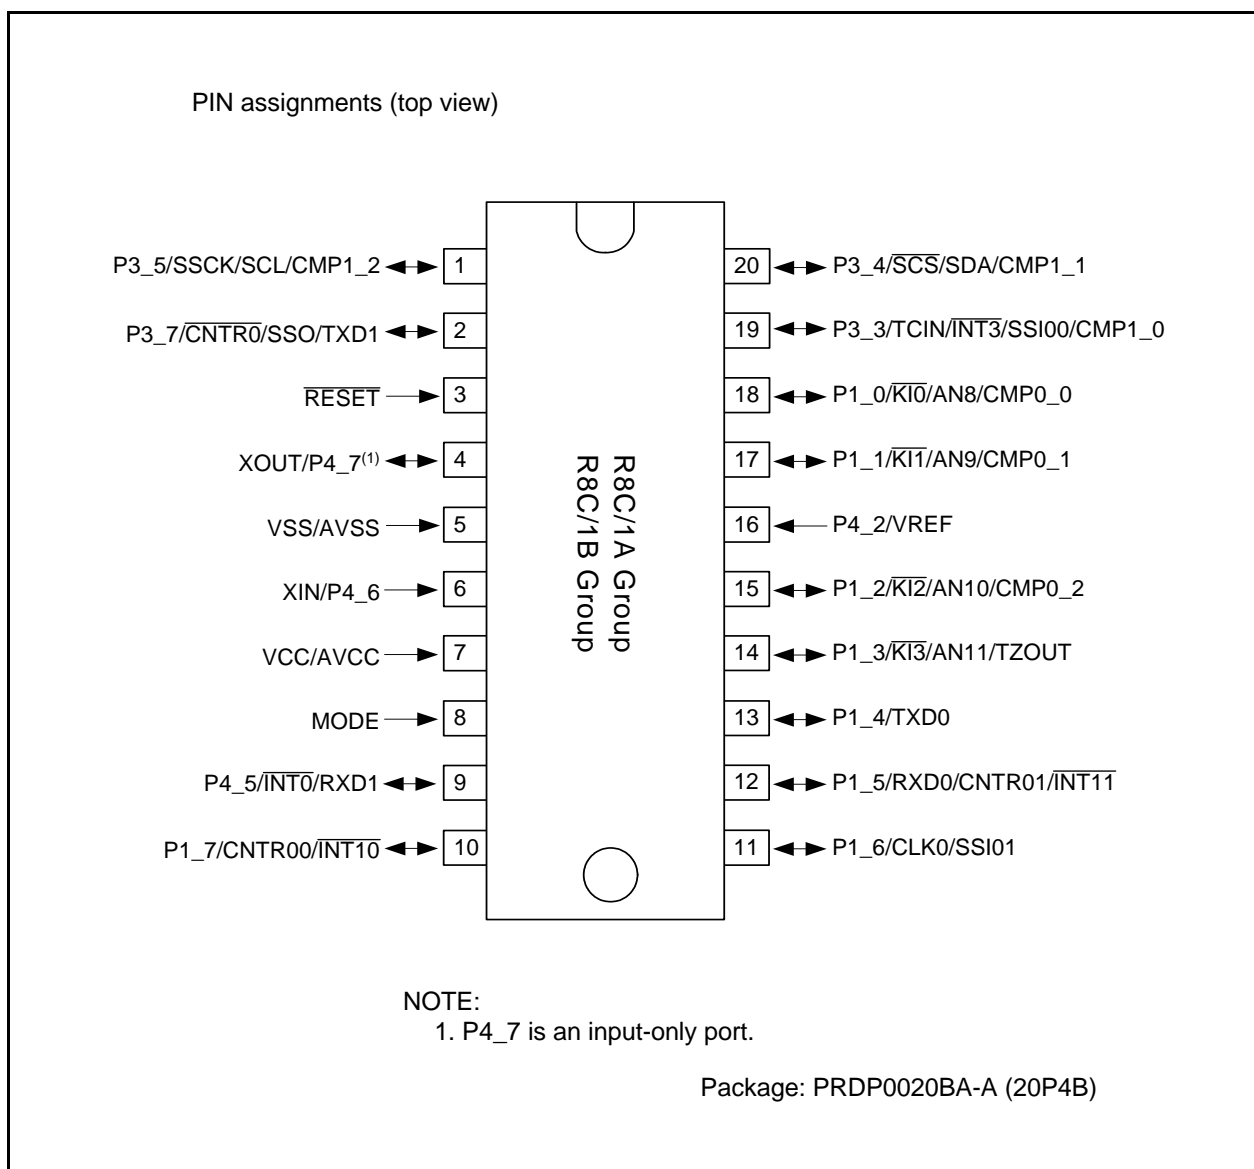 PIN assignments (top view)
P3_5/SSCK/SCL/CMP1_2 1
20 P3_4/SCS/SDA/CMP1_1
P3_7/CNTR0/SSO/TXD1 2
19 P3_3/TCIN/INT3/SSI00/CMP1_0
RESET 3
18 P1_0/KI0/AN8/CMP0_0
XOUT/P4_7(1) 4
17 P1_1/KI1/AN9/CMP0_1
VSS/AVSS 5
16 P4_2/VREF
XIN/P4_6 6
15 P1_2/KI2/AN10/CMP0_2
VCC/AVCC 7
14 P1_3/KI3/AN11/TZOUT
MODE 8
13 P1_4/TXD0
P4_5/INT0/RXD1 9
12 P1_5/RXD0/CNTR01/INT11
P1_7/CNTR00/INT10 10
11 P1_6/CLK0/SSI01
R8C/1A Group
R8C/1B Group
NOTE:
1. P4_7 is an input-only port.
Package: PRDP0020BA-A (20P4B)